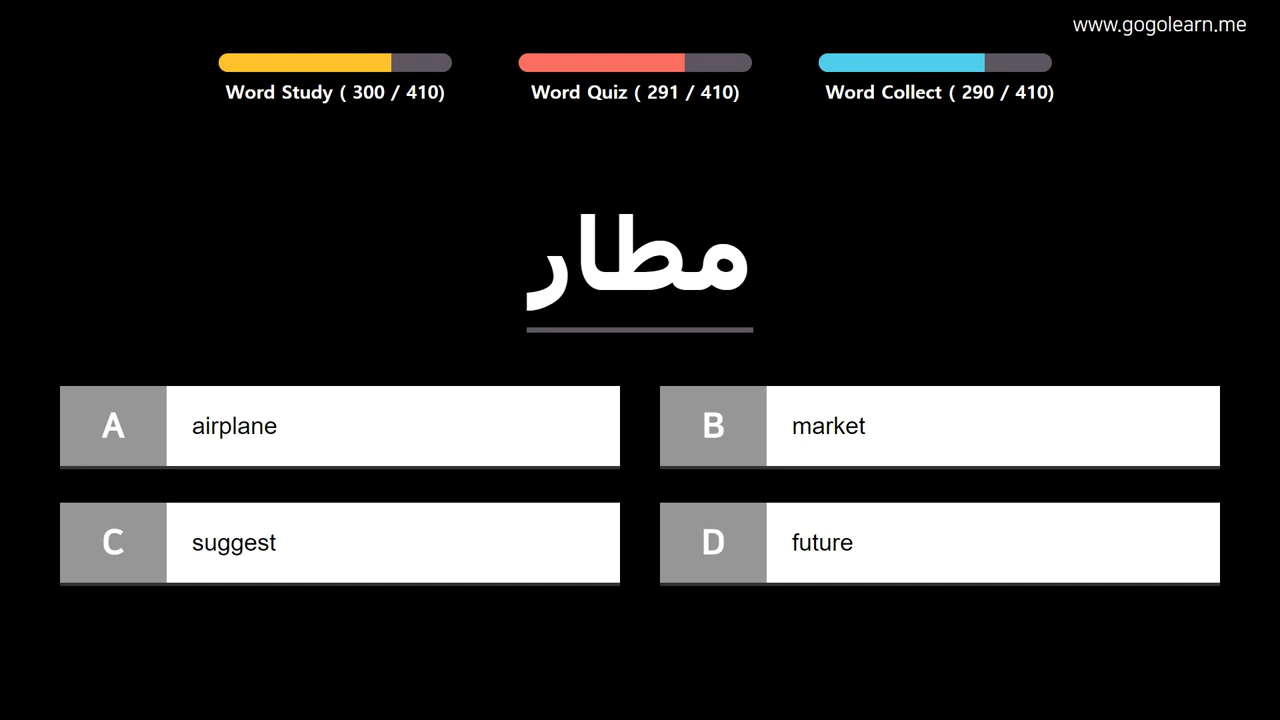 www.gogolearn.me
Word Study ( 300 / 410)
Word Quiz ( 291 / 410)
Word Collect ( 290 / 410)
مطار
A airplane
B market
C suggest
D future